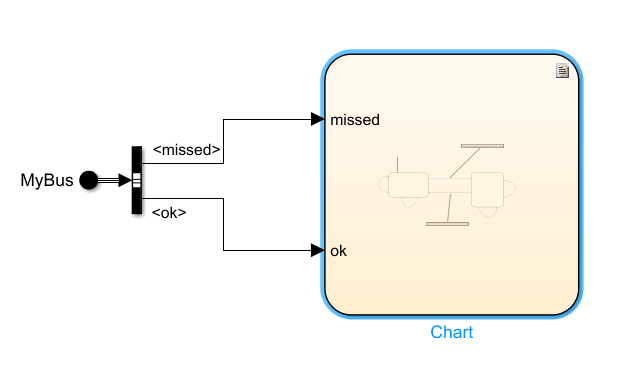 <missed>
missed
MyBus
<ok>
ok
Chart